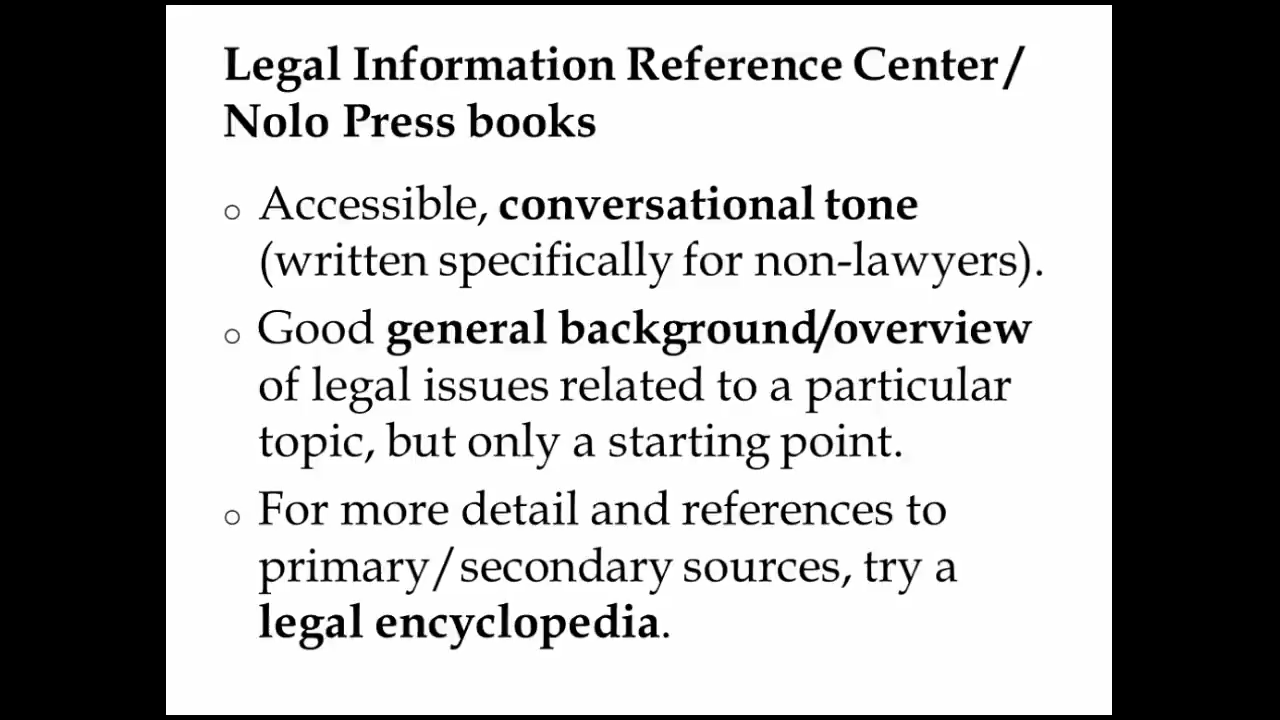 Legal Information Reference Center/
Nolo Press books
○ Accessible, conversational tone
(written specifically for non-lawyers).
○ Good general background/overview
of legal issues related to a particular
topic, but only a starting point.
○ For more detail and references to
primary/secondary sources, try a
legal encyclopedia.